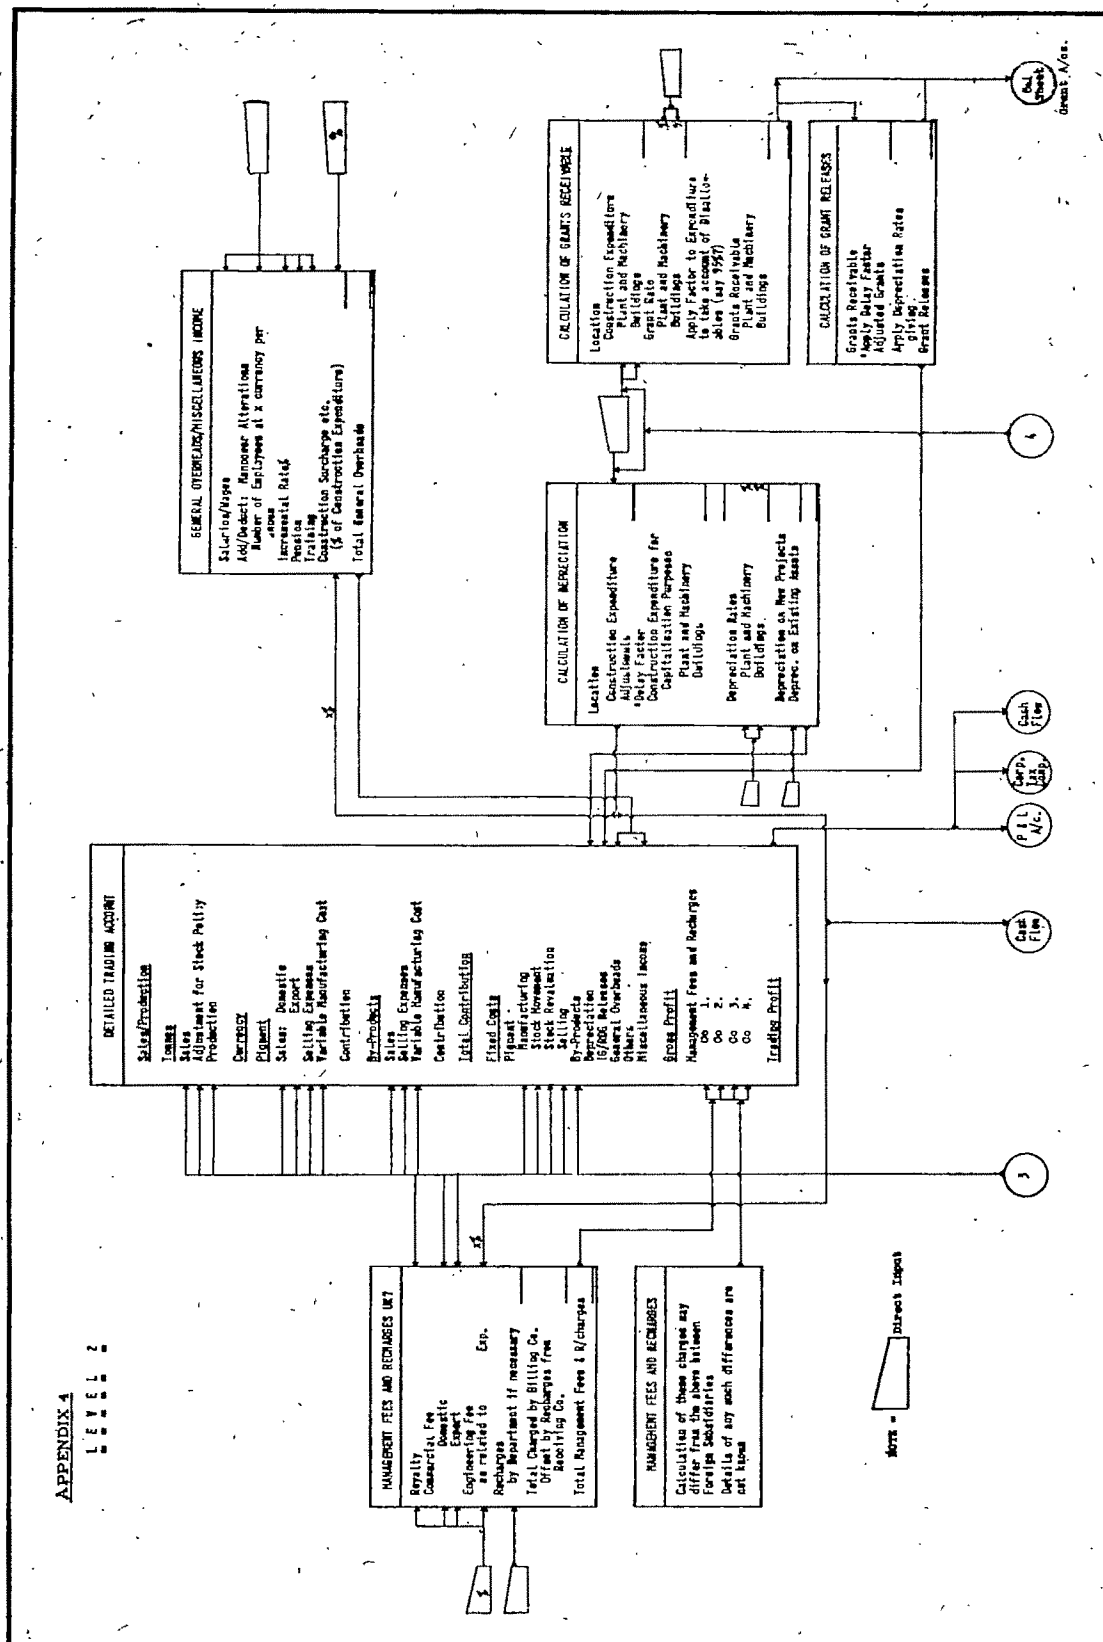 APPENDIX 4
LEVEL 2
MANAGEMENT FEES AND RECHARGES UK?
Royalty
Commercial Fee
Domestic
Export
Engineering Fee
as related to Exp.
Recharges
by Department if necessary
Total Charged by Billing Co.
Offset by Recharges from
Receiving Co.
Total Management Fees & R/charges
%
x%
MANAGEMENT FEES AND RECHARGES
Calculation of these charges may
differ from the above between
Foreign Subsidiaries
Details of any such differences are
not known
NOTE =
Direct Input
DETAILED TRADING ACCOUNT
Sales/Production
Tonnes
Sales
Adjustment for Stock Policy
Production
Currency
Pigment
Sales: Domestic
Export
Selling Expenses
Variable Manufacturing Cost
Contribution
By-Products
Sales
Selling Expenses
Variable Manufacturing Cost
Contribution
Total Contribution
Fixed Costs
Pigment -
Manufacturing
Stock Movement
Stock Revaluation
Selling
By-Products
Depreciation
IG/RDG Releases
General Overheads
Others
Miscellaneous Income
Gross Profit
Management Fees and Recharges
Co 1.
Co 2.
Co 3.
Co 4.
Trading Profit
3
Cash
Flow
P & L
A/c.
Corp.
Tax
Comp.
Cash
Flow
GENERAL OVERHEADS/MISCELLANEOUS INCOME
Salaries/Wages
Add/Deduct: Manpower Alterations
Number of Employees at x currency per
Incremental Rate%
Pension
Training
Construction Surcharge etc.
(% of Construction Expenditure)
Total General Overheads
%
x%
CALCULATION OF DEPRECIATION
Location
Construction Expenditure
Adjustments
*Delay Factor
Construction Expenditure for
Capitalisation Purposes
Plant and Machinery
Buildings
Depreciation Rates
Plant and Machinery
Buildings
Depreciation on New Projects
Deprec. on Existing Assets
%
%
4
CALCULATION OF GRANTS RECEIVABLE
Location
Construction Expenditure
Plant and Machinery
Buildings
Grant Rate
Plant and Machinery
Buildings
Apply Factor to Expenditure
to take account of Disallow-
ables (say 95%?)
Grants Receivable
Plant and Machinery
Buildings
%
%
CALCULATION OF GRANT RELEASES
Grants Receivable
*Apply Delay Factor
Adjusted Grants
Apply Depreciation Rates
giving
Grant Releases
Bal
Sheet
Grant A/cs.